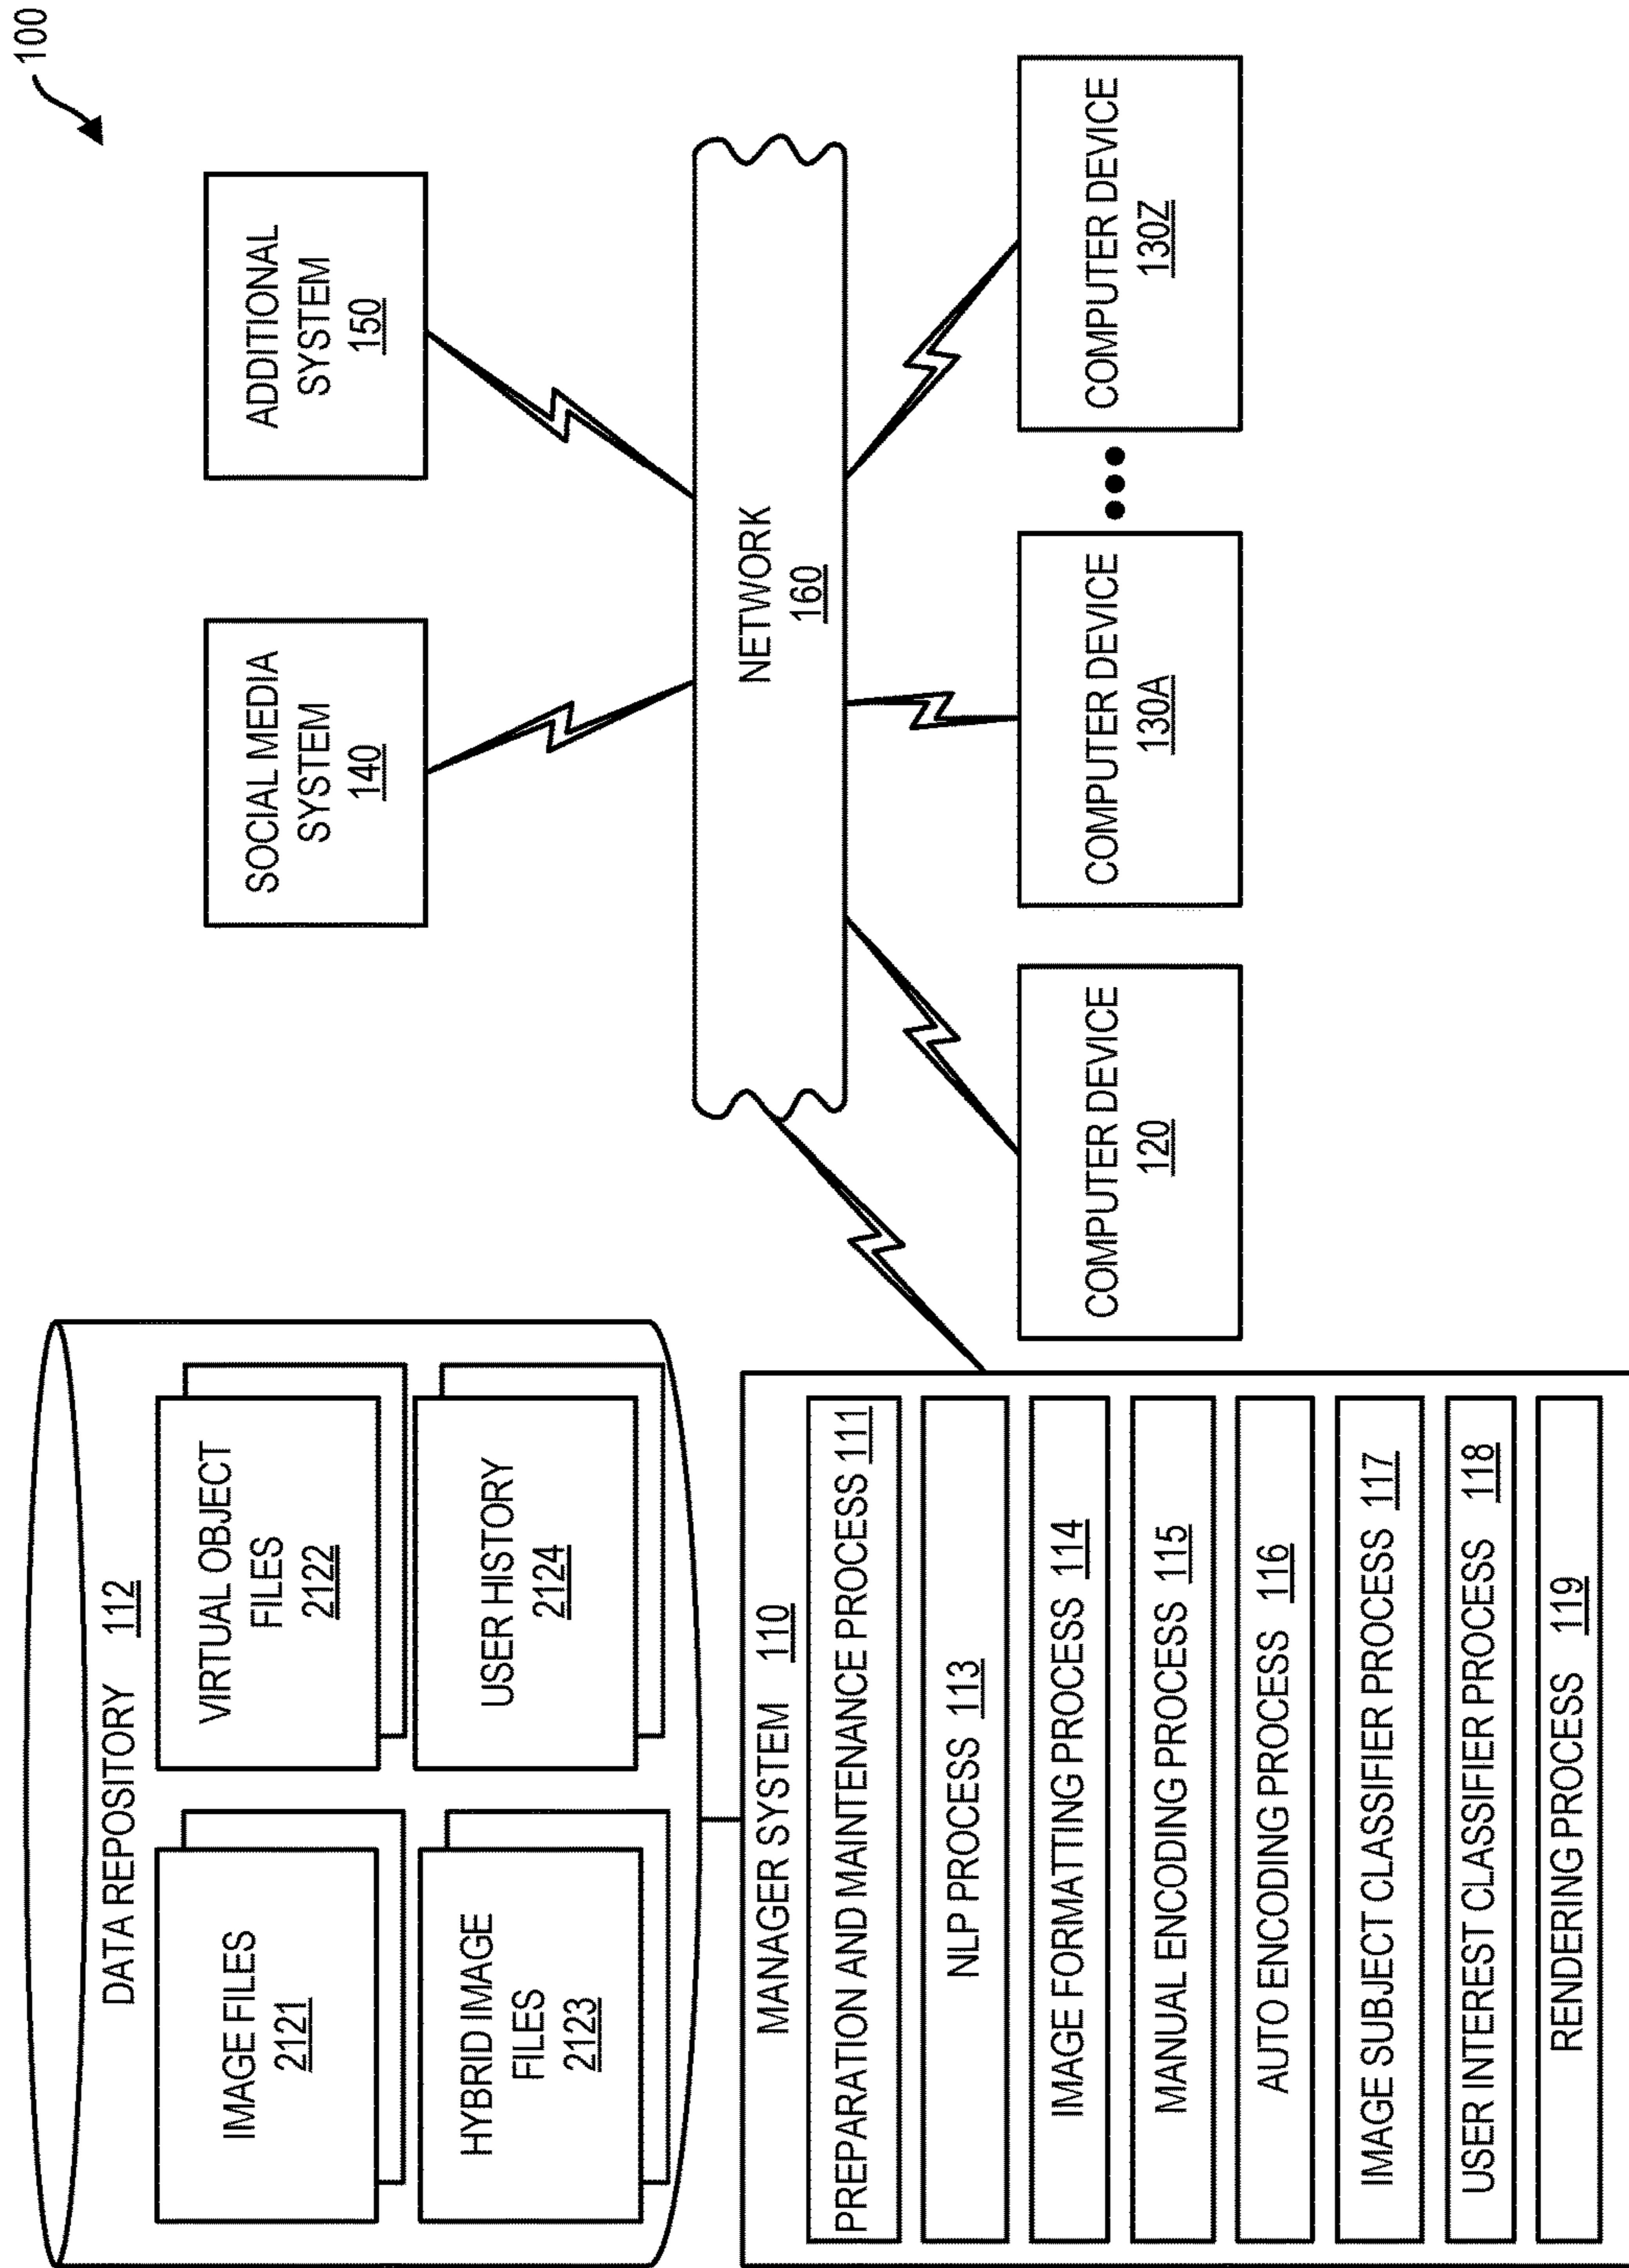 100
DATA REPOSITORY 112
IMAGE FILES
2121
VIRTUAL OBJECT
FILES
2122
HYBRID IMAGE
FILES
2123
USER HISTORY
2124
MANAGER SYSTEM 110
PREPARATION AND MAINTENANCE PROCESS 111
NLP PROCESS 113
IMAGE FORMATTING PROCESS 114
MANUAL ENCODING PROCESS 115
AUTO ENCODING PROCESS 116
IMAGE SUBJECT CLASSIFIER PROCESS 117
USER INTEREST CLASSIFIER PROCESS 118
RENDERING PROCESS 119
SOCIAL MEDIA
SYSTEM
140
ADDITIONAL
SYSTEM
150
NETWORK
160
COMPUTER DEVICE
120
COMPUTER DEVICE
130A
COMPUTER DEVICE
130Z